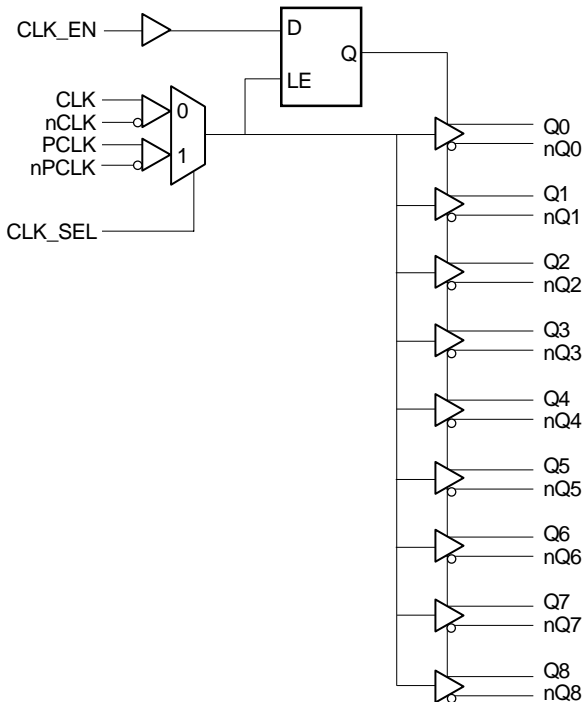 CLK_EN
D
Q
LE
CLK
nCLK
PCLK
nPCLK
0
1
CLK_SEL
Q0
nQ0
Q1
nQ1
Q2
nQ2
Q3
nQ3
Q4
nQ4
Q5
nQ5
Q6
nQ6
Q7
nQ7
Q8
nQ8